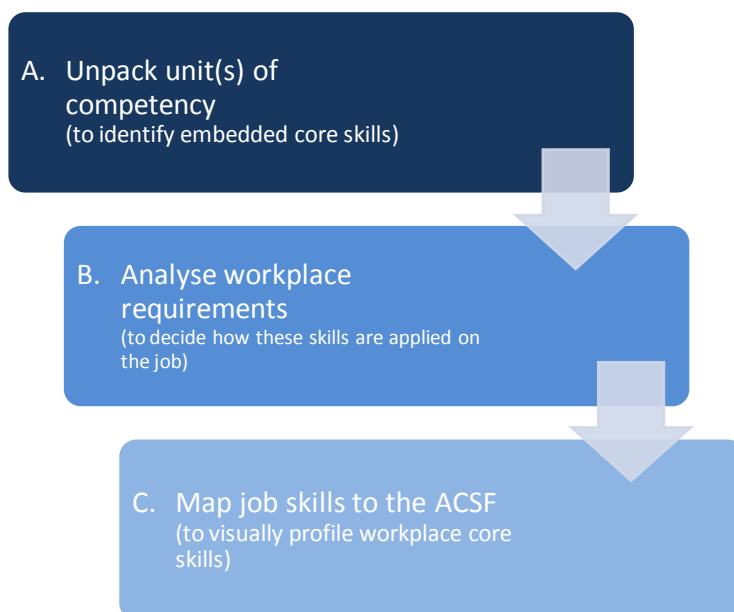 A. Unpack unit(s) of
competency
(to identify embedded core skills)
B. Analyse workplace
requirements
(to decide how these skills are applied on
the job)
C. Map job skills to the ACSF
(to visually profile workplace core
skills)